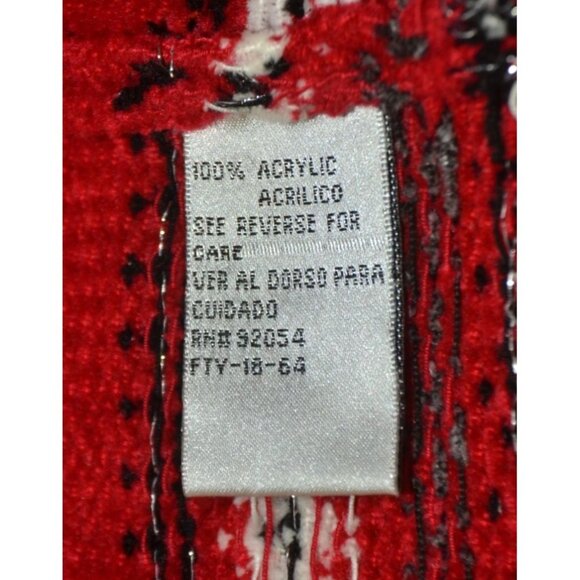 100% ACRYLIC
ACRILICO
SEE REVERSE FOR
CARE
VER AL DORSO PARA
CUIDADO
RN#92054
FTY-18-64